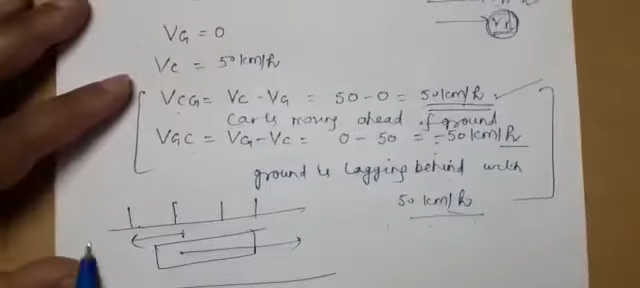 VG = 0
VC = 50 km/h
VCG = VC - VG = 50 - 0 = 50 km/h
Car is moving ahead of ground
VGC = VG - VC = 0 - 50 = -50 km/h
ground is lagging behind with
50 km/h